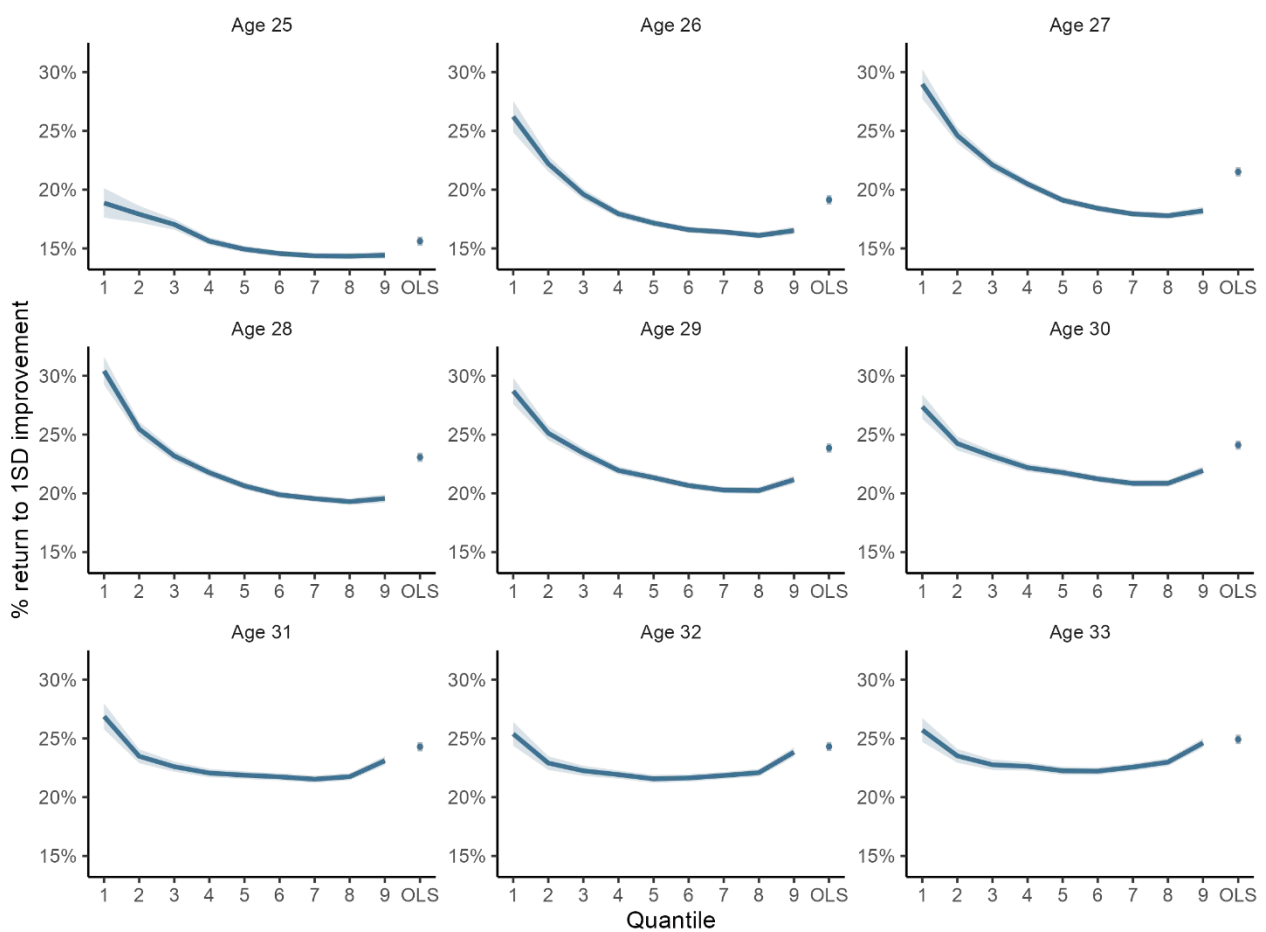 Age 25
Age 26
Age 27
30%
25%
20%
15%
1 2 3 4 5 6 7 8 9 OLS
30%
25%
20%
15%
1 2 3 4 5 6 7 8 9 OLS
30%
25%
20%
15%
1 2 3 4 5 6 7 8 9 OLS
% return to 1SD improvement
Age 28
Age 29
Age 30
30%
25%
20%
15%
1 2 3 4 5 6 7 8 9 OLS
30%
25%
20%
15%
1 2 3 4 5 6 7 8 9 OLS
30%
25%
20%
15%
1 2 3 4 5 6 7 8 9 OLS
Age 31
Age 32
Age 33
30%
25%
20%
15%
1 2 3 4 5 6 7 8 9 OLS
30%
25%
20%
15%
1 2 3 4 5 6 7 8 9 OLS
30%
25%
20%
15%
1 2 3 4 5 6 7 8 9 OLS
Quantile